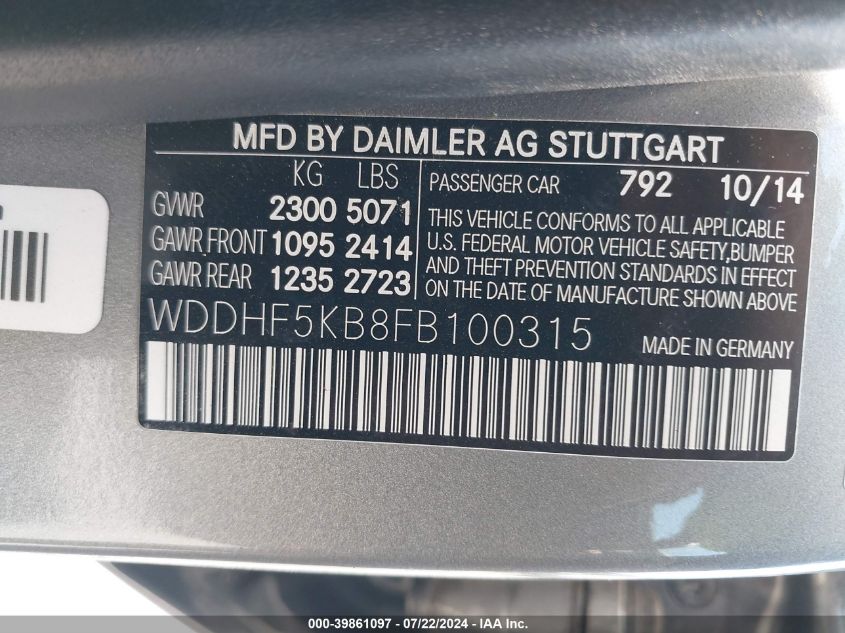 MFD BY DAIMLER AG STUTTGART
KG LBS
GVWR 2300 5071
GAWR FRONT 1095 2414
GAWR REAR 1235 2723
PASSENGER CAR 792 10/14
THIS VEHICLE CONFORMS TO ALL APPLICABLE
U.S. FEDERAL MOTOR VEHICLE SAFETY,BUMPER
AND THEFT PREVENTION STANDARDS IN EFFECT
ON THE DATE OF MANUFACTURE SHOWN ABOVE
WDDHF5KB8FB100315
MADE IN GERMANY
000-39861097 - 07/22/2024 - IAAI Inc.